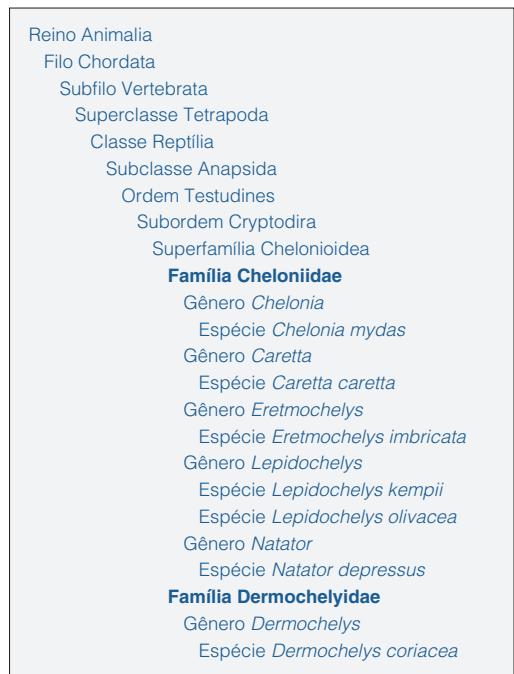 Reino Animalia
Filo Chordata
Subfilo Vertebrata
Superclasse Tetrapoda
Classe Reptília
Subclasse Anapsida
Ordem Testudines
Subordem Cryptodira
Superfamília Chelonioidea
Família Cheloniidae
Gênero Chelonia
Espécie Chelonia mydas
Gênero Caretta
Espécie Caretta caretta
Gênero Eretmochelys
Espécie Eretmochelys imbricata
Gênero Lepidochelys
Espécie Lepidochelys kempii
Espécie Lepidochelys olivacea
Gênero Natator
Espécie Natator depressus
Família Dermochelyidae
Gênero Dermochelys
Espécie Dermochelys coriacea